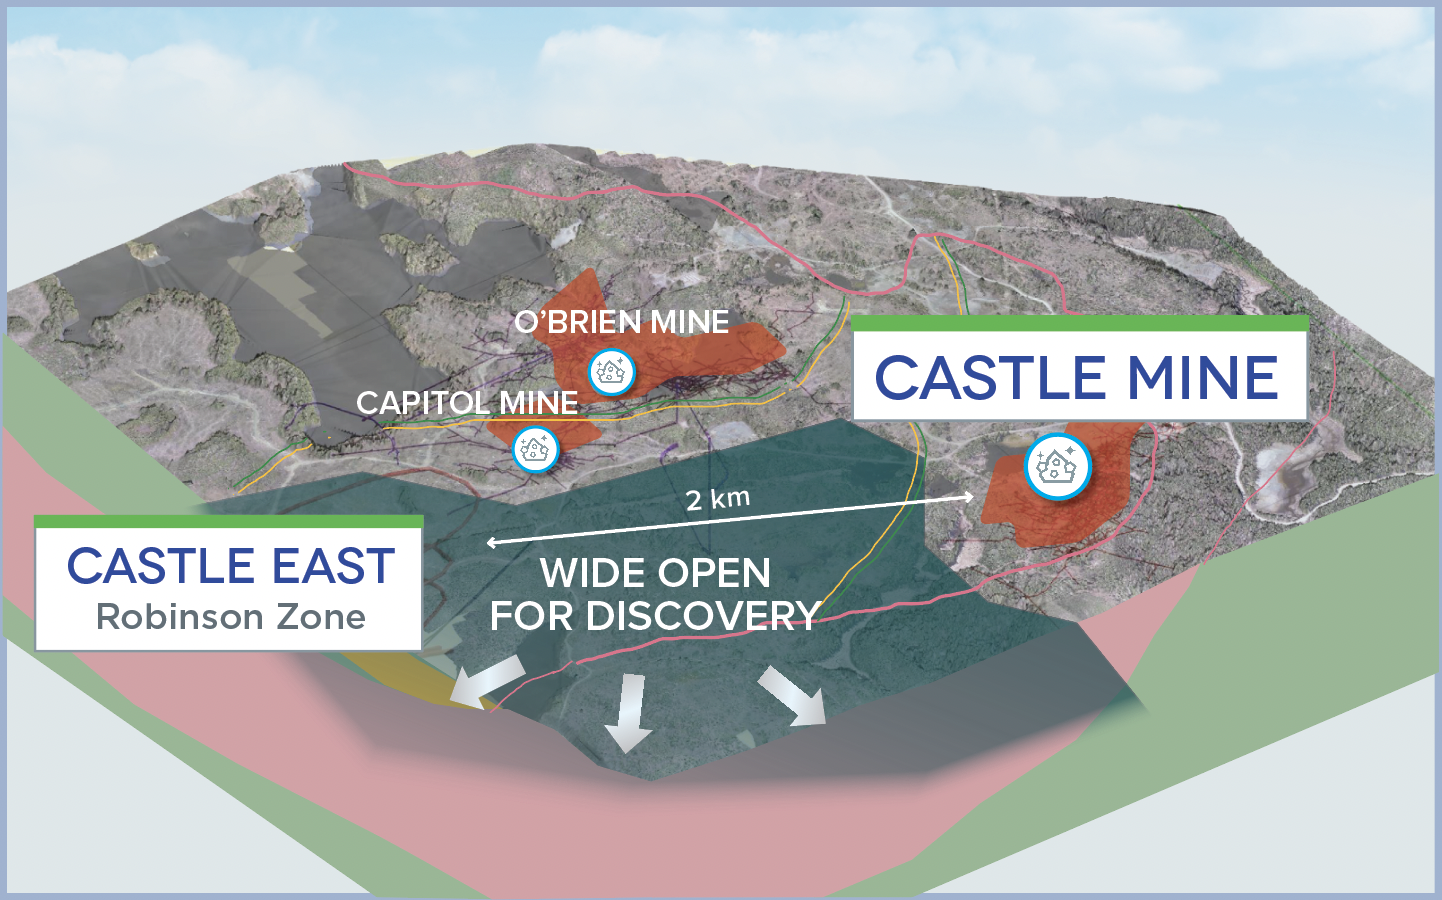 O’BRIEN MINE
CAPITOL MINE
CASTLE MINE
2 km
CASTLE EAST
Robinson Zone
WIDE OPEN
FOR DISCOVERY